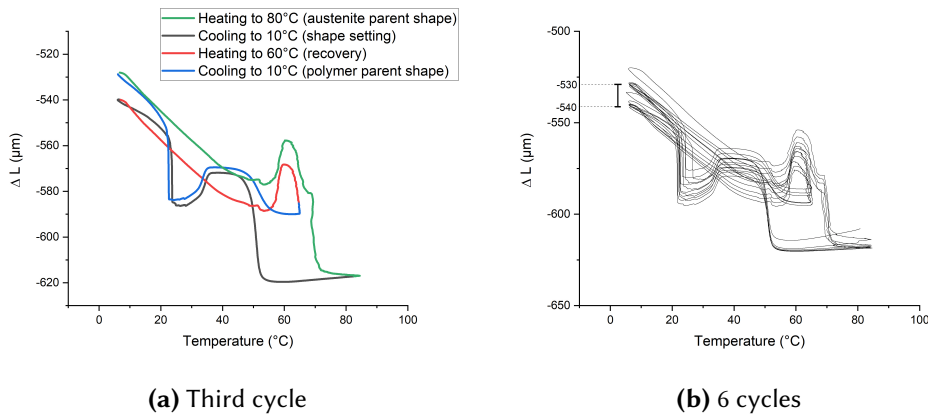 Heating to 80°C (austenite parent shape)
Cooling to 10°C (shape setting)
Heating to 60°C (recovery)
Cooling to 10°C (polymer parent shape)
-520
-540
-560
-580
-600
-620
Δ L (μm)
0 20 40 60 80 100
Temperature (°C)
(a) Third cycle
-500
-530
-540
-550
-600
-650
Δ L (μm)
0 20 40 60 80 100
Temperature (°C)
(b) 6 cycles